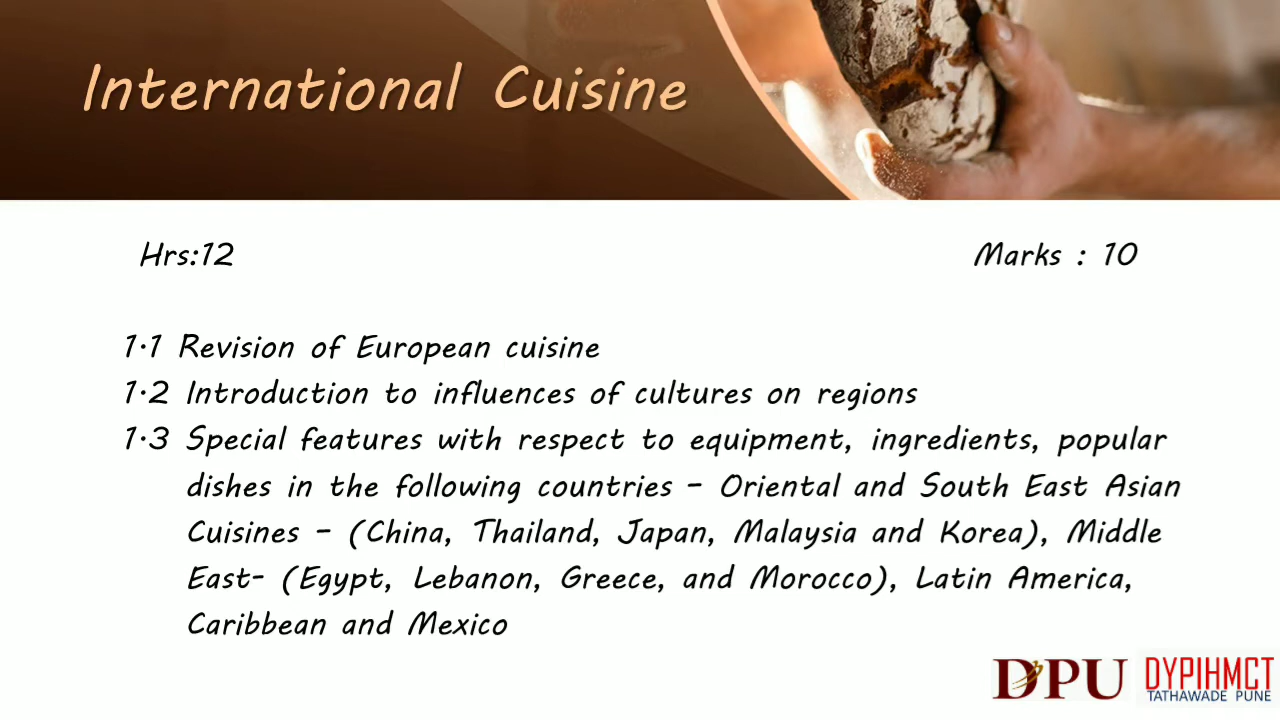 International Cuisine
Hrs:12
Marks : 10
1.1 Revision of European cuisine
1.2 Introduction to influences of cultures on regions
1.3 Special features with respect to equipment, ingredients, popular
dishes in the following countries – Oriental and South East Asian
Cuisines – (China, Thailand, Japan, Malaysia and Korea), Middle
East- (Egypt, Lebanon, Greece, and Morocco), Latin America,
Caribbean and Mexico
DPU
DYPIHMCT
TATHAWADE PUNE